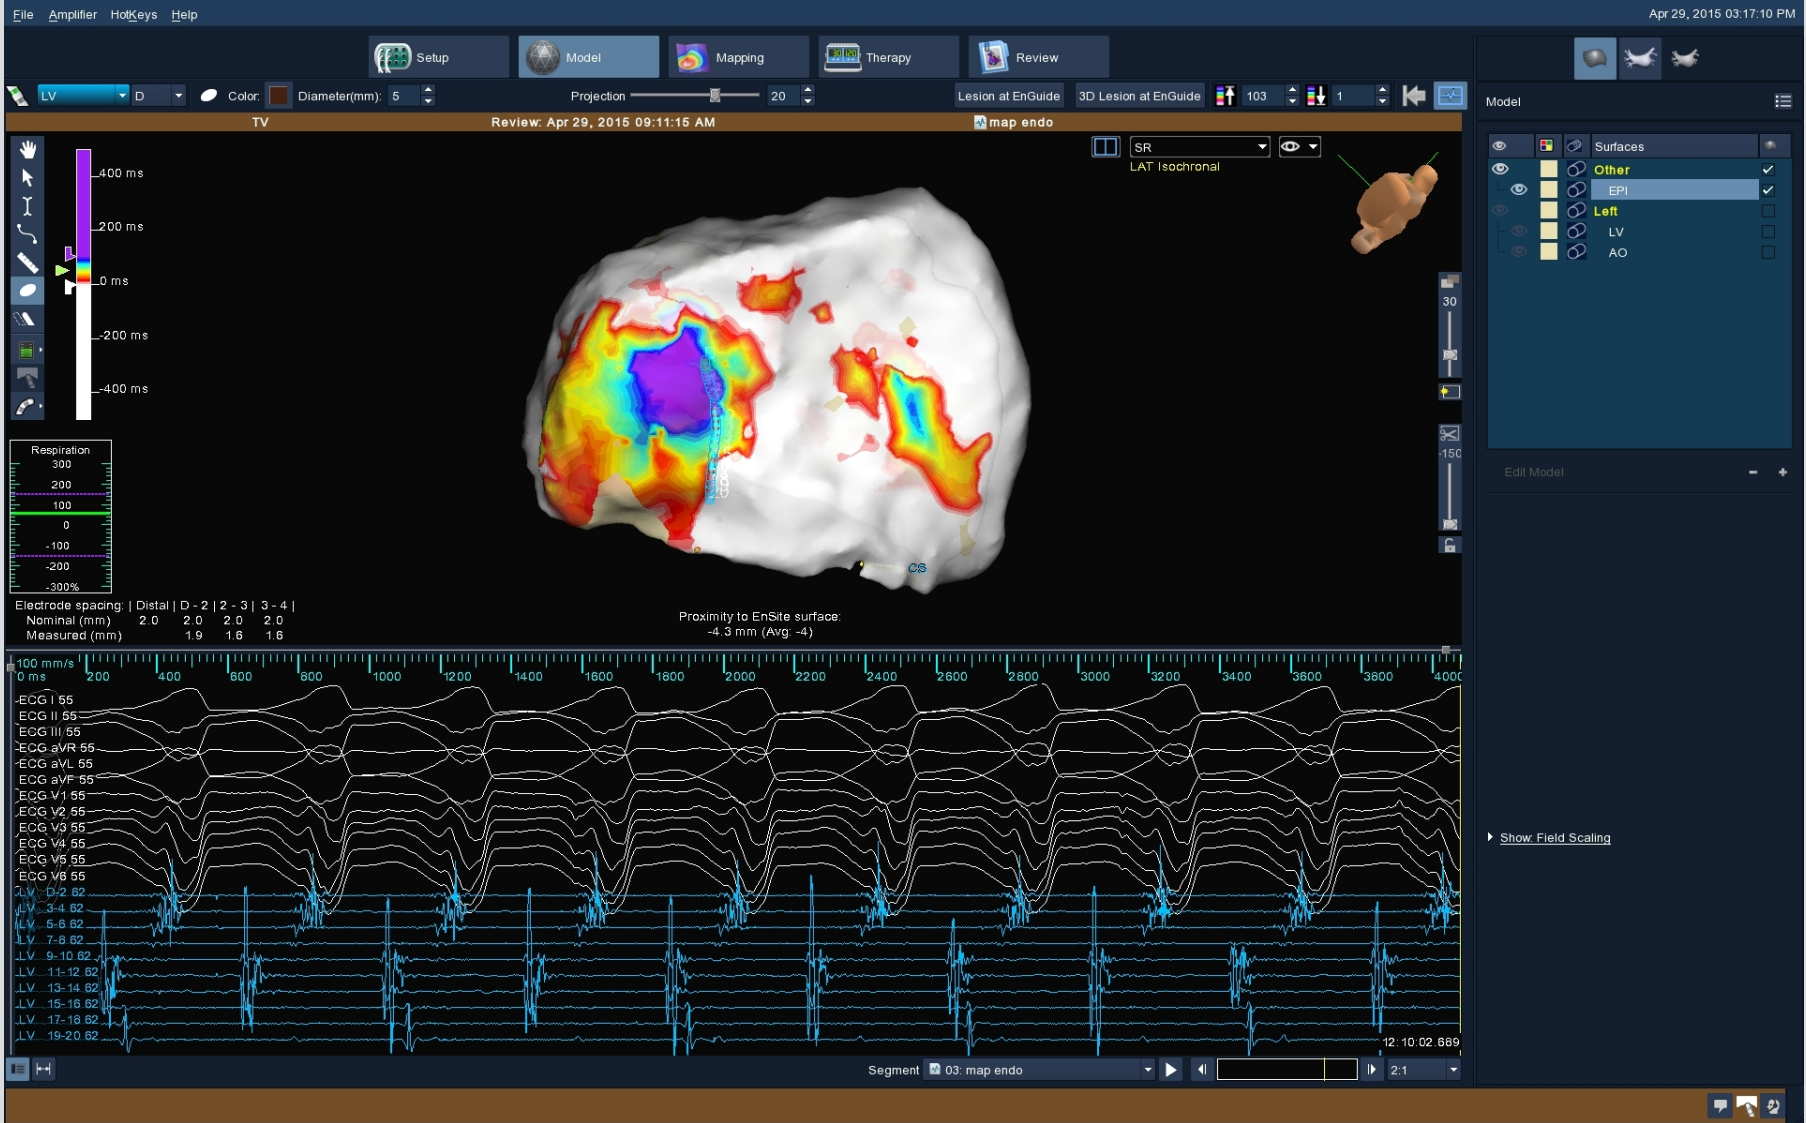 File Amplifier HotKeys Help Apr 29, 2015 03:17:10 PM
Setup Model Mapping Therapy Review
LV D Color: Diameter(mm): 5 Projection 20 Lesion at EnGuide 3D Lesion at EnGuide 103 1
Model
TV Review: Apr 29, 2015 09:11:15 AM map endo
SR
LAT Isochronal
Surfaces
Other
EPI
Left
LV
AO
400 ms
200 ms
0 ms
-200 ms
-400 ms
30
-150
Respiration
300
200
100
0
-100
-200
-300%
Edit Model - +
CS
Electrode spacing: | Distal | D - 2 | 2 - 3 | 3 - 4 |
Nominal (mm) 2.0 2.0 2.0 2.0
Measured (mm) 1.9 1.6 1.6
Proximity to EnSite surface:
-4.3 mm (Avg: -4)
100 mm/s
0 ms 200 400 600 800 1000 1200 1400 1600 1800 2000 2200 2400 2600 2800 3000 3200 3400 3600 3800 4000
ECG I 55
ECG II 55
ECG III 55
ECG aVR 55
ECG aVL 55
ECG aVF 55
ECG V1 55
ECG V2 55
ECG V3 55
ECG V4 55
ECG V5 55
ECG V6 55
LV D-2 62
LV 3-4 62
LV 5-6 62
LV 7-8 62
LV 9-10 62
LV 11-12 62
LV 13-14 62
LV 15-16 62
LV 17-18 62
LV 19-20 62
12:10:02.669
Show: Field Scaling
Segment 03: map endo 2:1